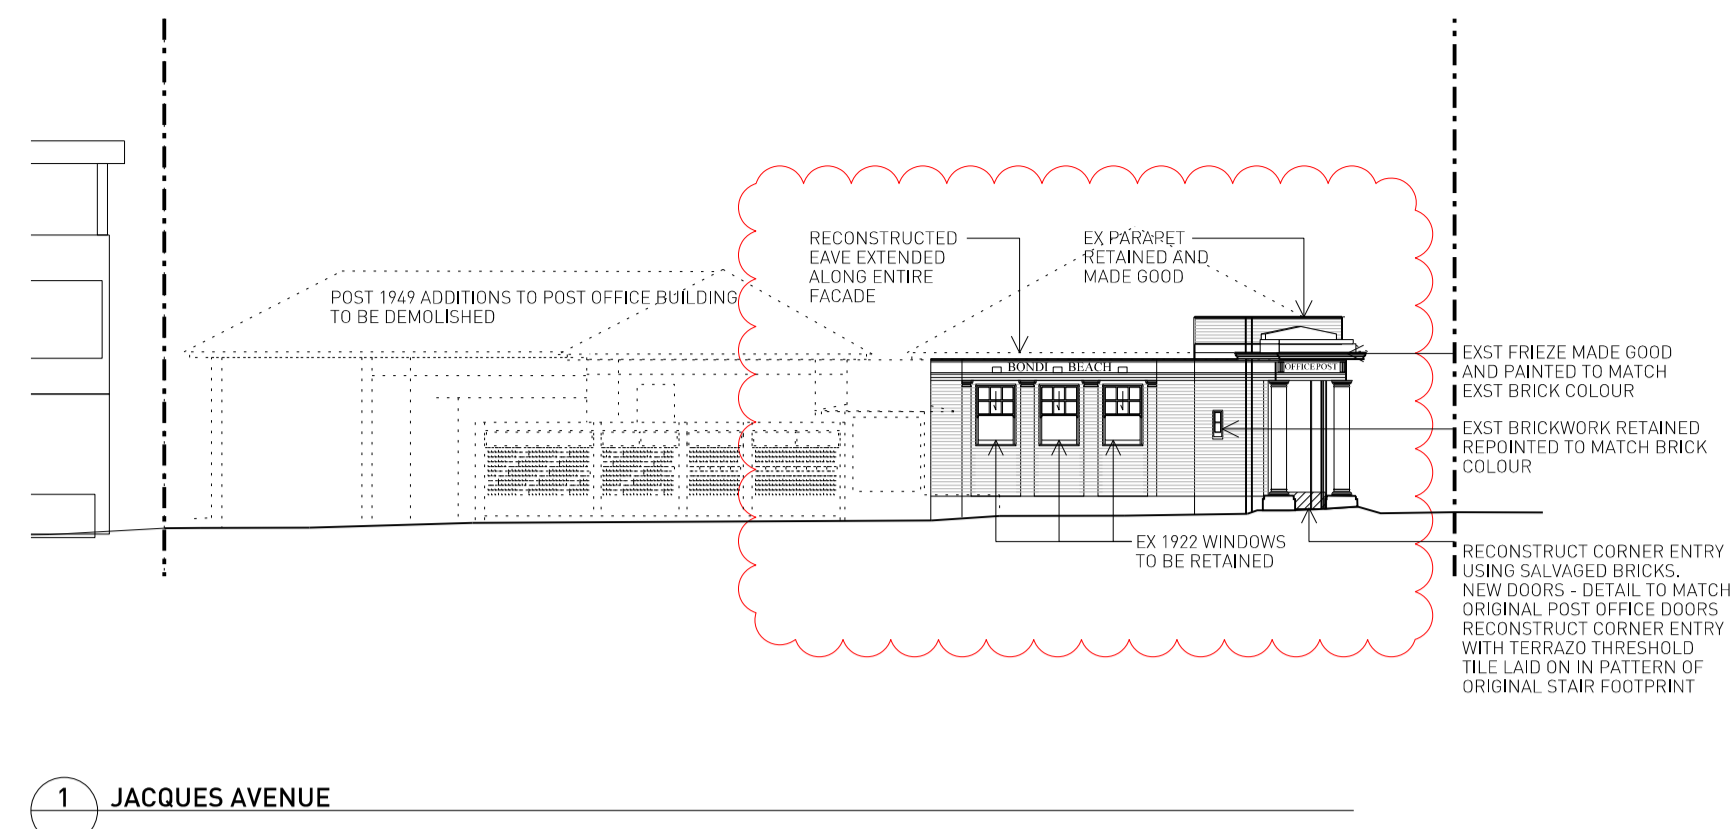 RECONSTRUCTED
EAVE EXTENDED
ALONG ENTIRE
FACADE
EX PARAPET
RETAINED AND
MADE GOOD
POST 1949 ADDITIONS TO POST OFFICE BUILDING
TO BE DEMOLISHED
BONDI BEACH
OFFICE POST
EXST FRIEZE MADE GOOD
AND PAINTED TO MATCH
EXST BRICK COLOUR
EXST BRICKWORK RETAINED
REPOINTED TO MATCH BRICK
COLOUR
EX 1922 WINDOWS
TO BE RETAINED
RECONSTRUCT CORNER ENTRY
USING SALVAGED BRICKS.
NEW DOORS - DETAIL TO MATCH
ORIGINAL POST OFFICE DOORS
RECONSTRUCT CORNER ENTRY
WITH TERRAZO THRESHOLD
TILE LAID ON IN PATTERN OF
ORIGINAL STAIR FOOTPRINT
1 JACQUES AVENUE